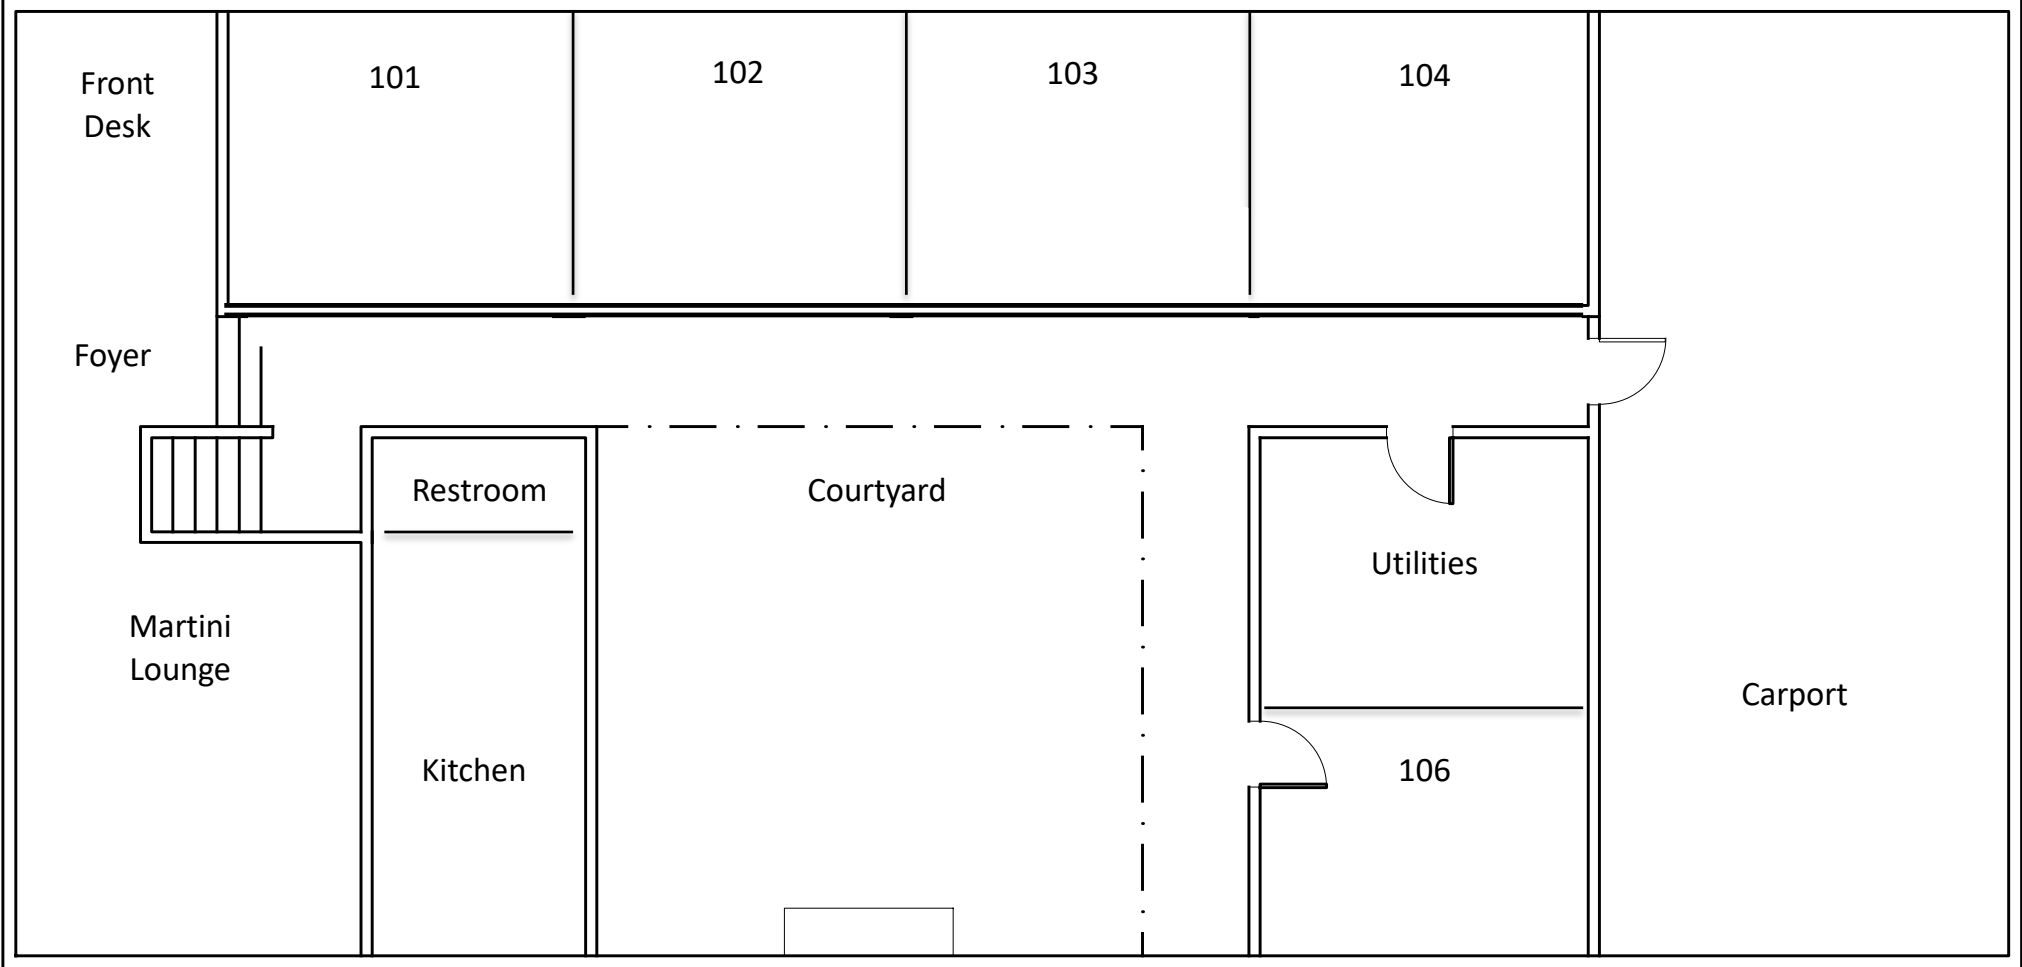 Front
Desk
101
102
103
104
Foyer
Restroom
Courtyard
Utilities
Martini
Lounge
Carport
Kitchen
106